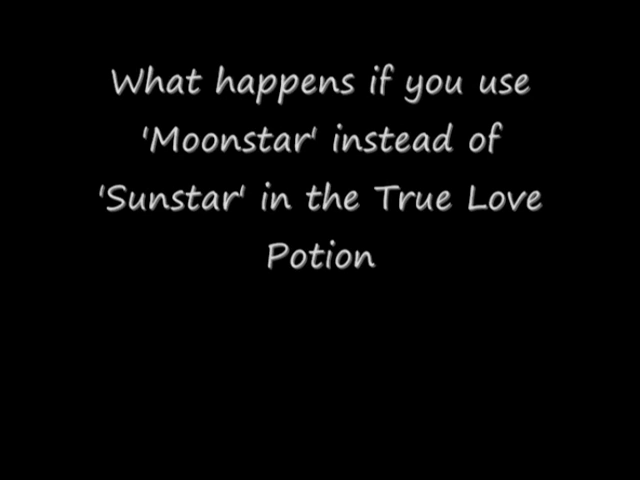 What happens if you use
'Moonstar' instead of
'Sunstar' in the True Love
Potion